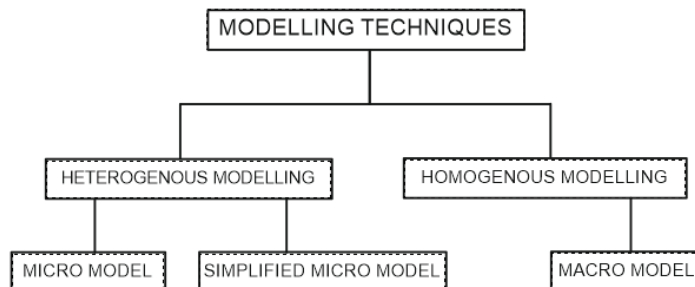 MODELLING TECHNIQUES
HETEROGENOUS MODELLING
HOMOGENOUS MODELLING
MICRO MODEL
SIMPLIFIED MICRO MODEL
MACRO MODEL